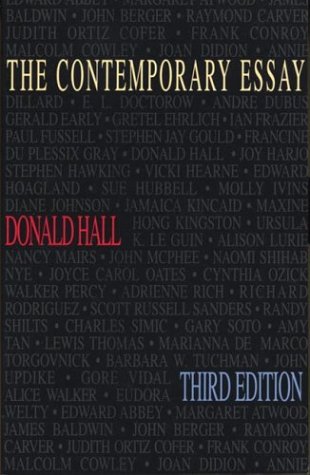 EDWARD ABBEY • MARGARET ATWOOD • JAMES
BALDWIN • JOHN BERGER • RAYMOND CARVER
JUDITH ORTIZ COFER • FRANK CONROY
MALCOLM COWLEY • JOAN DIDION • ANNIE
THE CONTEMPORARY ESSAY
DILLARD • E. L. DOCTOROW • ANDRE DUBUS
GERALD EARLY • GRETEL EHRLICH • IAN FRAZIER
PAUL FUSSELL • STEPHEN JAY GOULD • FRANCINE
DU PLESSIX GRAY • DONALD HALL • JOY HARJO
STEPHEN HAWKING • VICKI HEARNE • EDWARD
HOAGLAND • SUE HUBBELL • MOLLY IVINS
DIANE JOHNSON • JAMAICA KINCAID • MAXINE
DONALD HALL
HONG KINGSTON • URSULA
K. LE GUIN • ALISON LURIE
NANCY MAIRS • JOHN MCPHEE • NAOMI SHIHAB
NYE • JOYCE CAROL OATES • CYNTHIA OZICK
WALKER PERCY • ADRIENNE RICH • RICHARD
RODRIGUEZ • SCOTT RUSSELL SANDERS • RANDY
SHILTS • CHARLES SIMIC • GARY SOTO • AMY
TAN • LEWIS THOMAS • MARIANNA DE MARCO
TORGOVNICK • BARBARA W. TUCHMAN • JOHN
UPDIKE • GORE VIDAL
THIRD EDITION
ALICE WALKER • EUDORA
WELTY • EDWARD ABBEY • MARGARET ATWOOD
JAMES BALDWIN • JOHN BERGER • RAYMOND
CARVER • JUDITH ORTIZ COFER • FRANK CONROY
MALCOLM COWLEY • JOAN DIDION • ANNIE